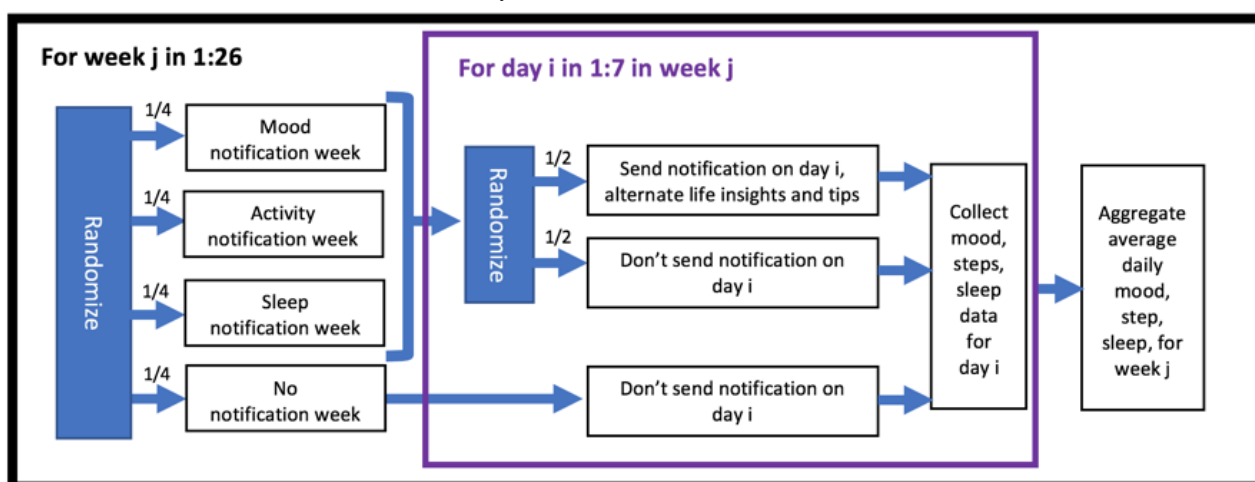 For week j in 1:26
For day i in 1:7 in week j
Randomize
1/4
Mood
notification week
1/4
Activity
notification week
1/4
Sleep
notification week
1/4
No
notification week
Randomize
1/2
Send notification on day i,
alternate life insights and tips
1/2
Don’t send notification on
day i
Don’t send notification on
day i
Collect
mood,
steps,
sleep
data
for
day i
Aggregate
average
daily
mood,
step,
sleep, for
week j